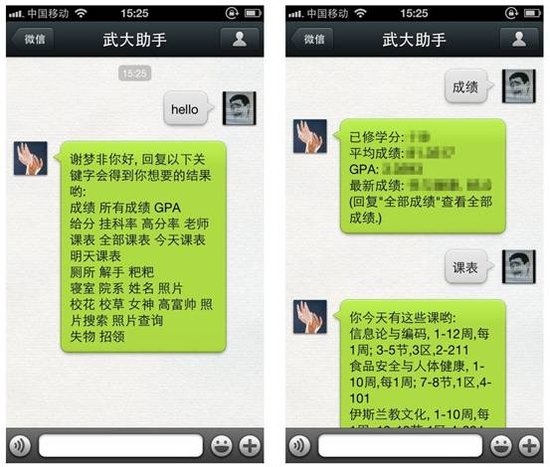 中国移动 15:25
微信 武大助手
15:25
hello
谢梦非你好, 回复以下关
键字会得到你想要的结果
哟:
成绩 所有成绩 GPA
给分 挂科率 高分率 老师
课表 全部课表 今天课表
明天课表
厕所 解手 粑粑
寝室 院系 姓名 照片
校花 校草 女神 高富帅 照
片搜索 照片查询
失物 招领
中国移动 15:25
微信 武大助手
成绩
已修学分:
平均成绩:
GPA:
最新成绩:
(回复"全部成绩"查看全
部成绩.)
课表
你今天有这些课哟:
信息论与编码, 1-12周,每
1周; 3-5节,3区,2-211
食品安全与人体健康, 1-
10周,每1周; 7-8节,1区,4-
101
伊斯兰教文化, 1-10周,每